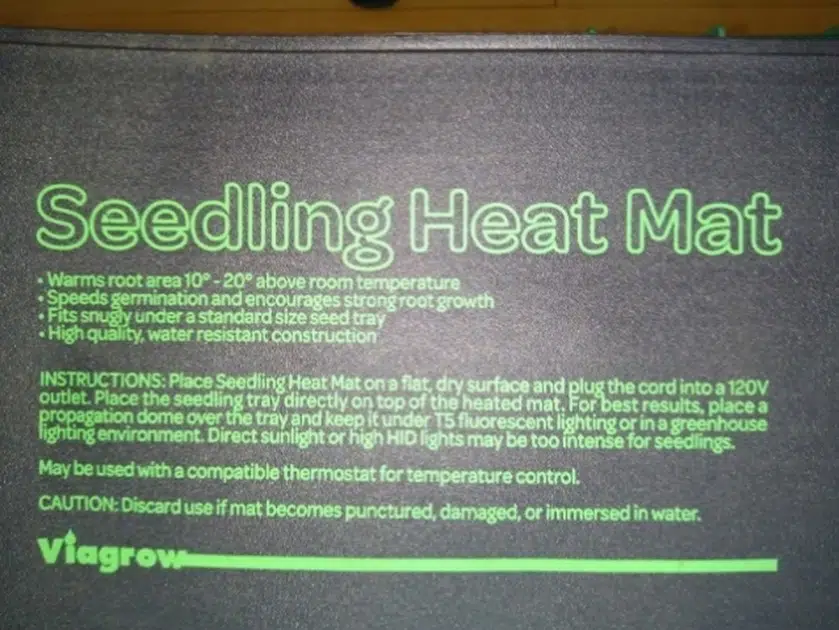 Seedling Heat Mat
• Warms root area 10° - 20° above room temperature
• Speeds germination and encourages strong root growth
• Fits snugly under a standard size seed tray
• High quality, water resistant construction
INSTRUCTIONS: Place Seedling Heat Mat on a flat, dry surface and plug the cord into a 120V
outlet. Place the seedling tray directly on top of the heated mat. For best results, place a
propagation dome over the tray and keep it under T5 fluorescent lighting or in a greenhouse
lighting environment. Direct sunlight or high HID lights may be too intense for seedlings.
May be used with a compatible thermostat for temperature control.
CAUTION: Discard use if mat becomes punctured, damaged, or immersed in water.
Viagrow